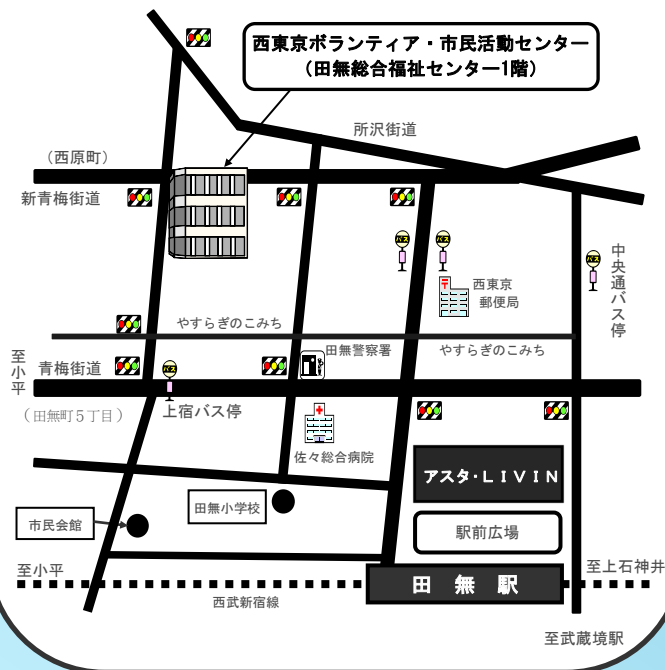 西東京ボランティア・市民活動センター
（田無総合福祉センター1階）
所沢街道
（西原町）
新青梅街道
中央通バス停
西東京
郵便局
やすらぎのこみち
やすらぎのこみち
田無警察署
至小平
青梅街道
（田無町5丁目）
上宿バス停
佐々総合病院
アスタ・LIVIN
田無小学校
市民会館
駅前広場
至小平
至上石神井
田 無 駅
西武新宿線
至武蔵境駅